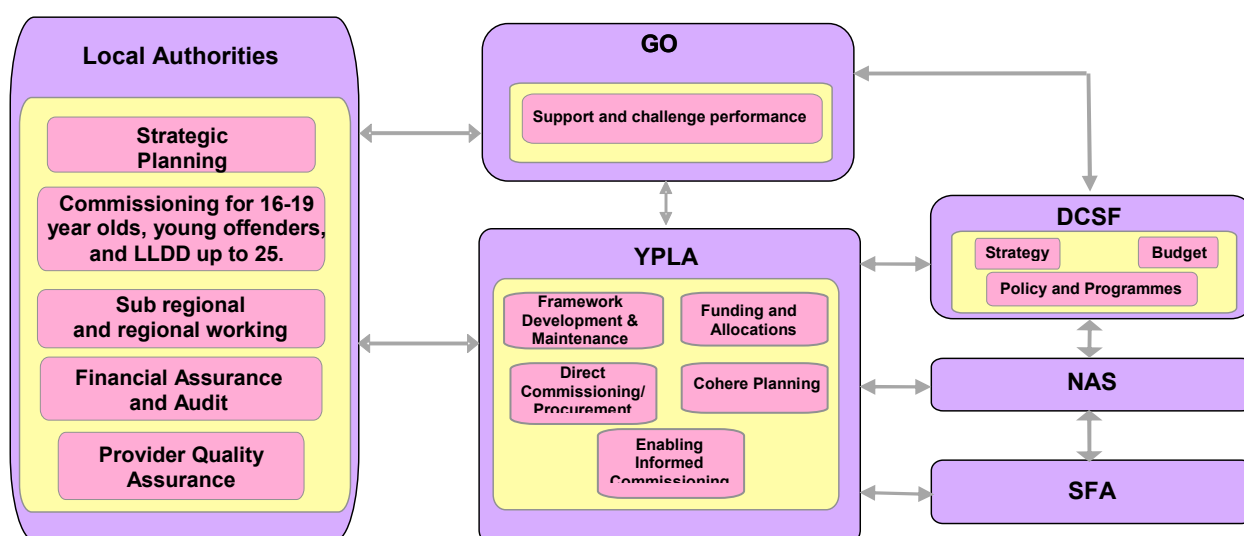 Local Authorities
Strategic
Planning
Commissioning for 16-19
year olds, young offenders,
and LLDD up to 25.
Sub regional
and regional working
Financial Assurance
and Audit
Provider Quality
Assurance
GO
Support and challenge performance
YPLA
Framework
Development &
Maintenance
Funding and
Allocations
Direct
Commissioning/
Procurement
Cohere Planning
Enabling
Informed
Commissioning
DCSF
Strategy
Budget
Policy and Programmes
NAS
SFA